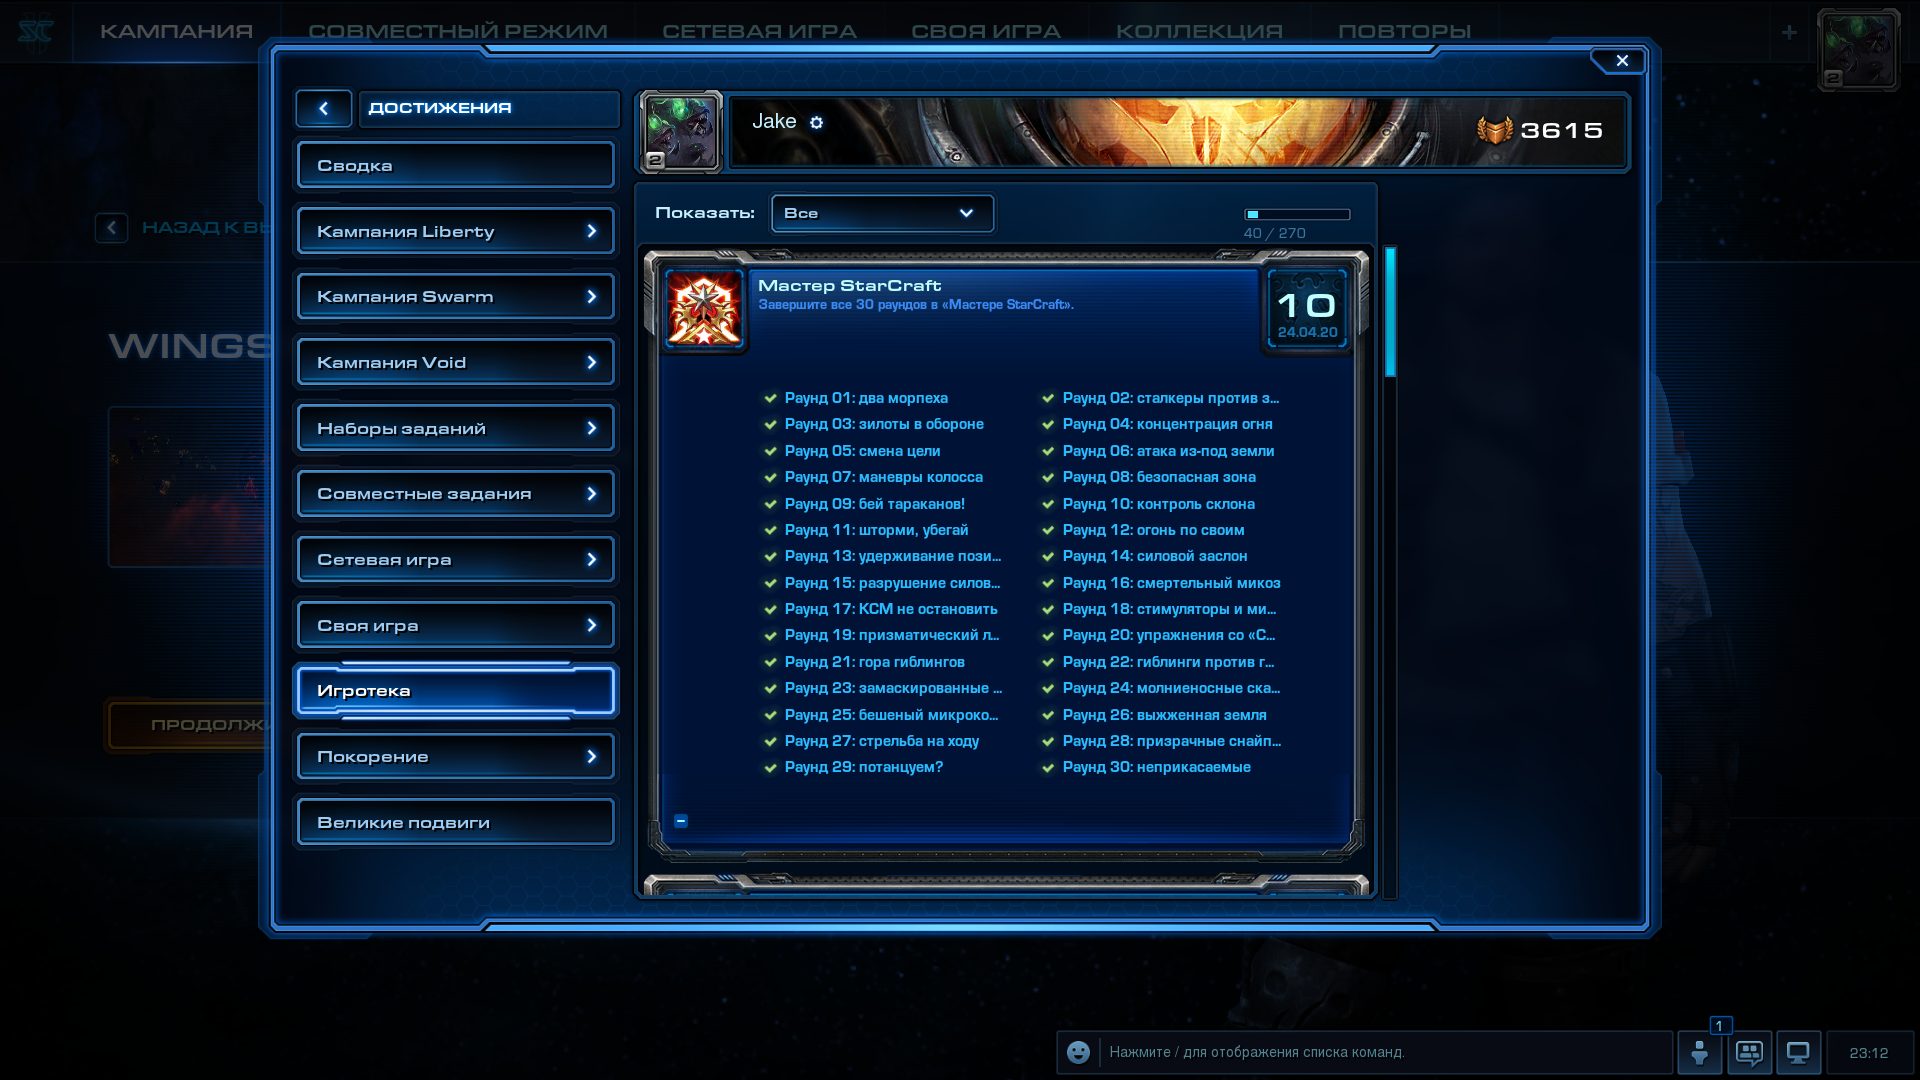 КАМПАНИЯ
СОВМЕСТНЫЙ РЕЖИМ
СЕТЕВАЯ ИГРА
СВОЯ ИГРА
КОЛЛЕКЦИЯ
ПОВТОРЫ
2
ДОСТИЖЕНИЯ
Jake
3615
2
Сводка
Кампания Liberty
Кампания Swarm
Кампания Void
Наборы заданий
Совместные задания
Сетевая игра
Своя игра
Игротека
Покорение
Великие подвиги
НАЗАД К ВЫ
WINGS
ПРОДОЛЖИ
Показать:
Все
40 / 270
Мастер StarCraft
Завершите все 30 раундов в «Мастере StarCraft».
10
24.04.20
Раунд 01: два морпеха
Раунд 02: сталкеры против з...
Раунд 03: зилоты в обороне
Раунд 04: концентрация огня
Раунд 05: смена цели
Раунд 06: атака из-под земли
Раунд 07: маневры колосса
Раунд 08: безопасная зона
Раунд 09: бей тараканов!
Раунд 10: контроль склона
Раунд 11: шторми, убегай
Раунд 12: огонь по своим
Раунд 13: удерживание пози...
Раунд 14: силовой заслон
Раунд 15: разрушение силов...
Раунд 16: смертельный микоз
Раунд 17: КСМ не остановить
Раунд 18: стимуляторы и ми...
Раунд 19: призматический л...
Раунд 20: упражнения со «С...
Раунд 21: гора гиблингов
Раунд 22: гиблинги против г...
Раунд 23: замаскированные ...
Раунд 24: молниеносные ска...
Раунд 25: бешеный микроко...
Раунд 26: выжженная земля
Раунд 27: стрельба на ходу
Раунд 28: призрачные снайп...
Раунд 29: потанцуем?
Раунд 30: неприкасаемые
Нажмите / для отображения списка команд.
1
23:12